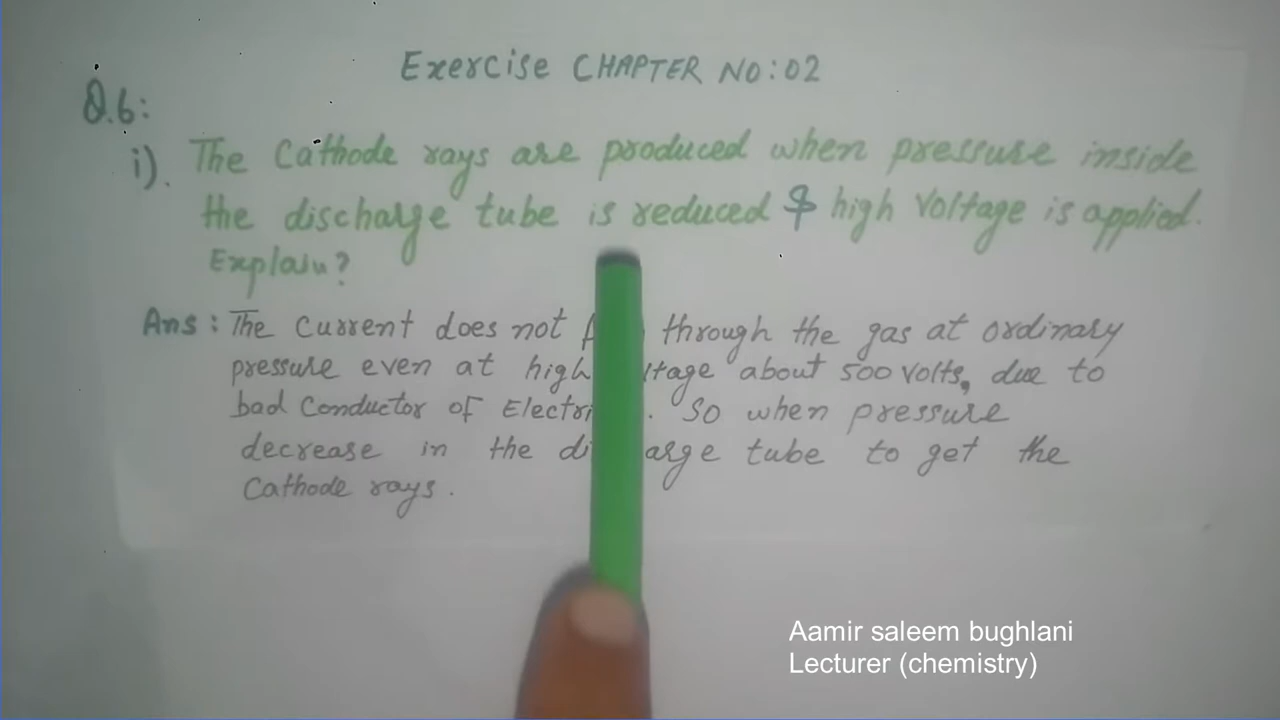 Exercise CHAPTER NO:02
Q.6:
i). The Cathode rays are produced when pressure inside
the discharge tube is reduced & high Voltage is applied.
Explain?
Ans: The Current does not through the gas at ordinary
pressure even at high about 500 volts, due to
bad Conductor of So when pressure
decrease in the tube to get the
Cathode rays.
Aamir saleem bughlani
Lecturer (chemistry)